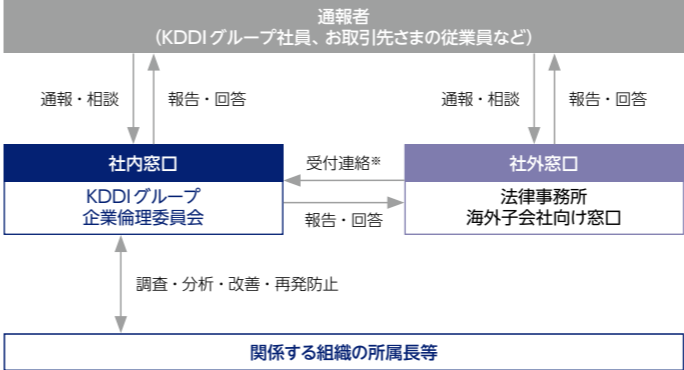 通報者
(KDDIグループ社員、お取引先さまの従業員など)
通報・相談
報告・回答
通報・相談
報告・回答
社内窓口
KDDIグループ
企業倫理委員会
受付連絡※
報告・回答
社外窓口
法律事務所
海外子会社向け窓口
調査・分析・改善・再発防止
関係する組織の所属長等